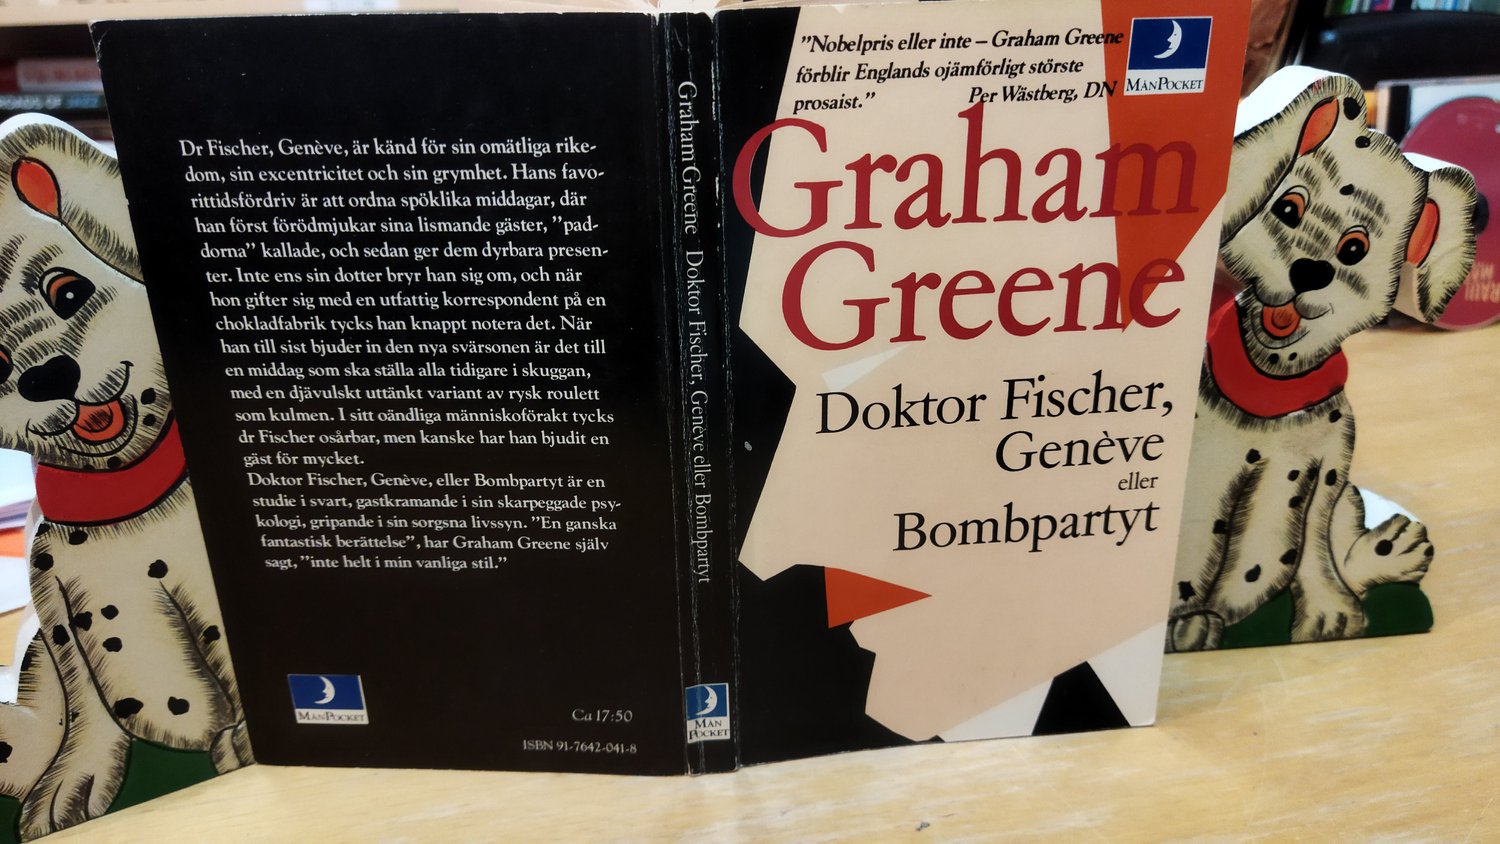 Dr Fischer, Genève, är känd för sin omätliga rike-
dom, sin excentricitet och sin grymhet. Hans favo-
rittidsfördriv är att ordna spöklika middagar, där
han först förödmjukar sina lismande gäster, ”pad-
dorna” kallade, och sedan ger dem dyrbara presen-
ter. Inte ens sin dotter bryr han sig om, och när
hon gifter sig med en utfattig korrespondent på en
chokladfabrik tycks han knappt notera det. När
han till sist bjuder in den nya svärsonen är det till
en middag som ska ställa alla tidigare i skuggan,
med en djävulskt uttänkt variant av rysk roulett
som kulmen. I sitt oändliga människoförakt tycks
dr Fischer osårbar, men kanske har han bjudit en
gäst för mycket.
Doktor Fischer, Genève, eller Bombpartyt är en
studie i svart, gastkramande i sin skarpeggade psy-
kologi, gripande i sin sorgsna livssyn. ”En ganska
fantastisk berättelse”, har Graham Greene själv
sagt, ”inte helt i min vanliga stil.”
MånPocket
Ca 17:50
ISBN 91-7642-041-8
Graham Greene Doktor Fischer, Genève eller Bombpartyt
Mån
Pocket
”Nobelpris eller inte – Graham Greene
förblir Englands ojämförligt störste
prosaist.” Per Wästberg, DN
MånPocket
Graham
Greene
Doktor Fischer,
Genève
eller
Bombpartyt